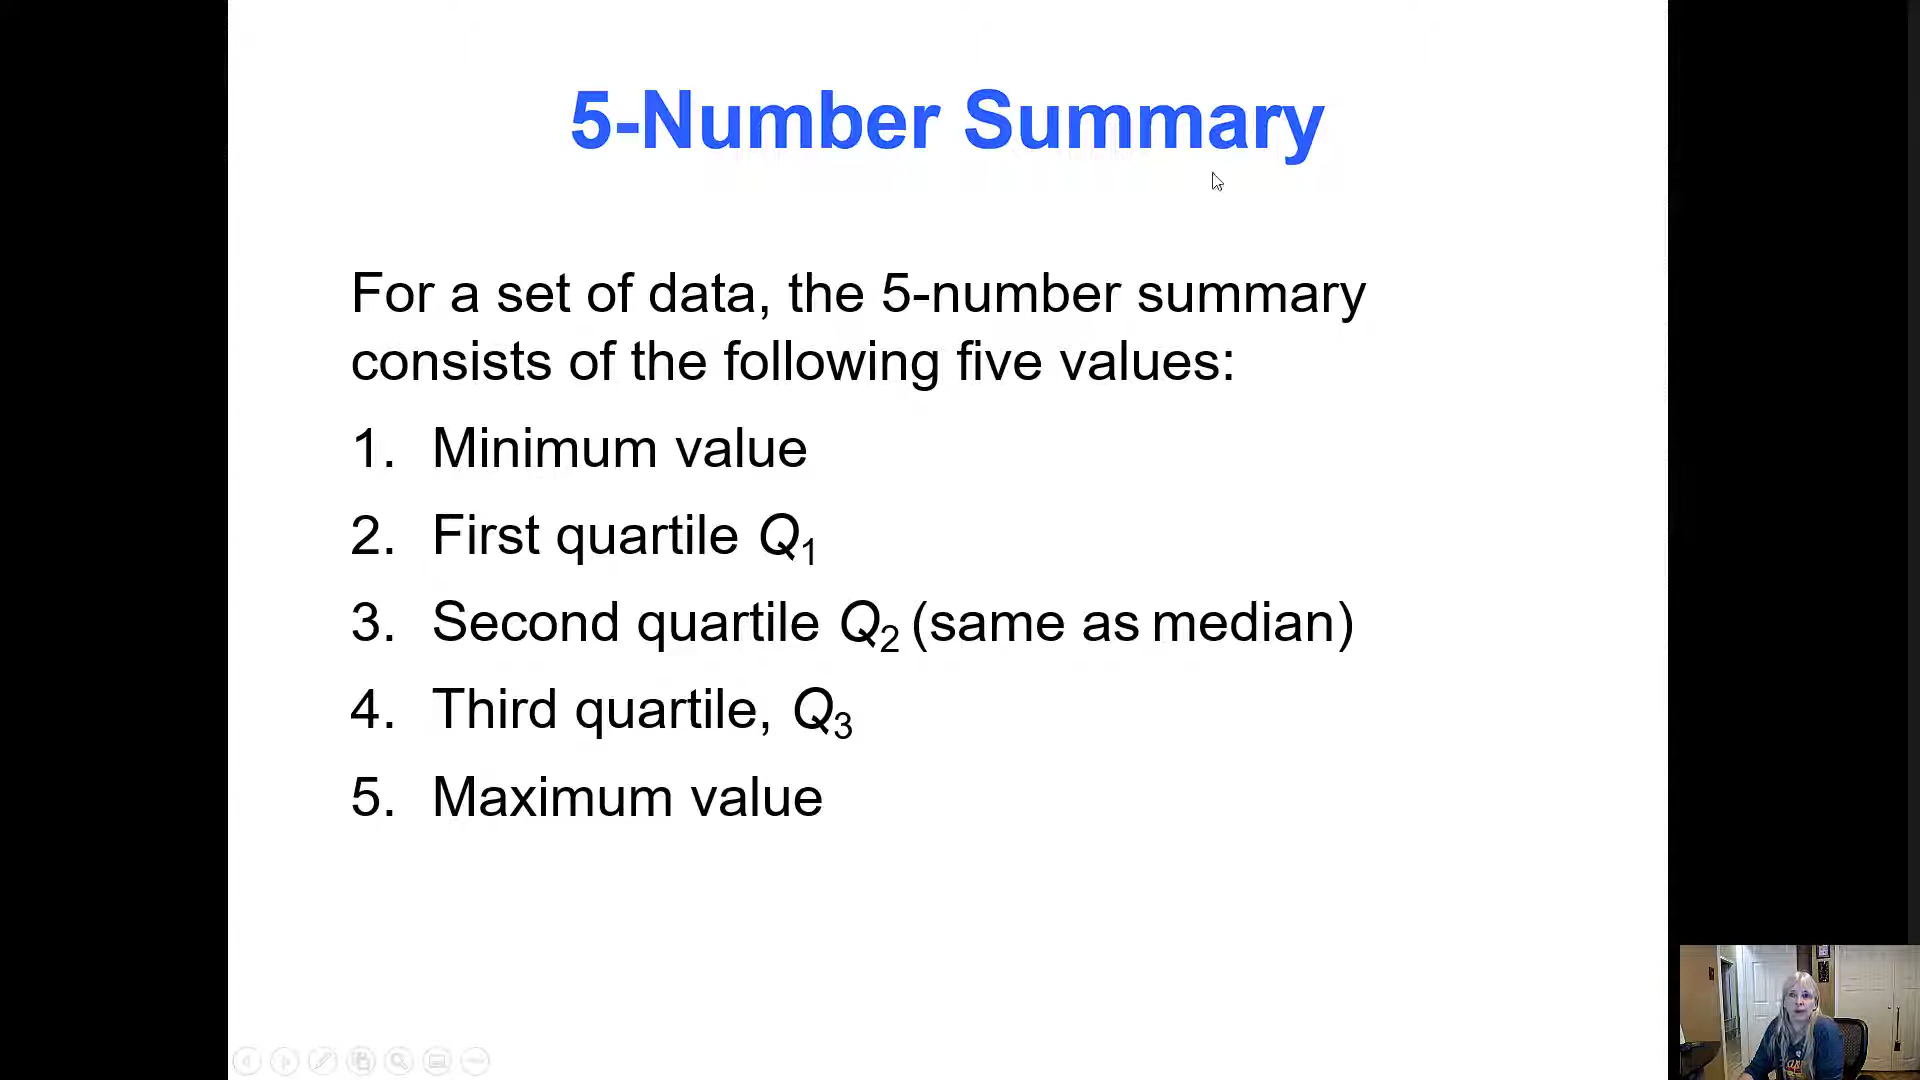 5-Number Summary
For a set of data, the 5-number summary
consists of the following five values:
1. Minimum value
2. First quartile Q₁
3. Second quartile Q₂ (same as median)
4. Third quartile, Q₃
5. Maximum value